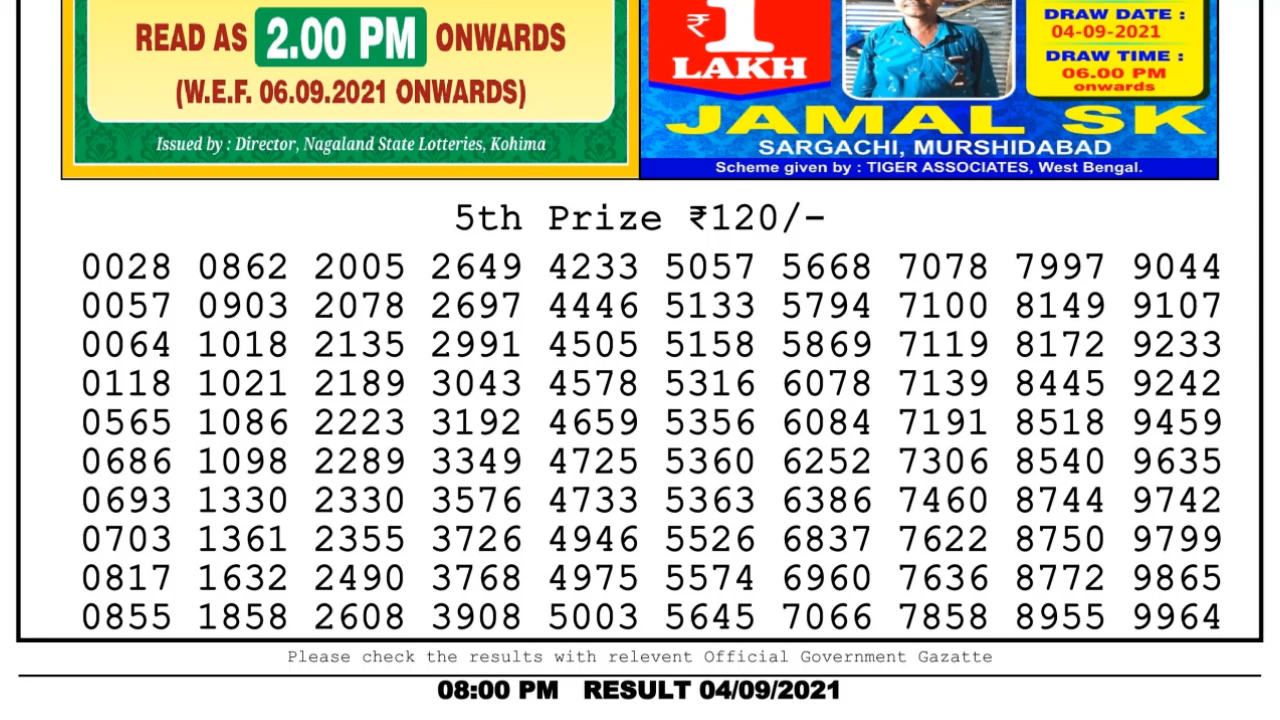 READ AS 2.00 PM ONWARDS
(W.E.F. 06.09.2021 ONWARDS)
Issued by : Director, Nagaland State Lotteries, Kohima
₹1
LAKH
DRAW DATE :
04-09-2021
DRAW TIME :
06.00 PM
onwards
JAMAL SK
SARGACHI, MURSHIDABAD
Scheme given by : TIGER ASSOCIATES, West Bengal.
5th Prize ₹120/-
0028 0862 2005 2649 4233 5057 5668 7078 7997 9044
0057 0903 2078 2697 4446 5133 5794 7100 8149 9107
0064 1018 2135 2991 4505 5158 5869 7119 8172 9233
0118 1021 2189 3043 4578 5316 6078 7139 8445 9242
0565 1086 2223 3192 4659 5356 6084 7191 8518 9459
0686 1098 2289 3349 4725 5360 6252 7306 8540 9635
0693 1330 2330 3576 4733 5363 6386 7460 8744 9742
0703 1361 2355 3726 4946 5526 6837 7622 8750 9799
0817 1632 2490 3768 4975 5574 6960 7636 8772 9865
0855 1858 2608 3908 5003 5645 7066 7858 8955 9964
Please check the results with relevent Official Government Gazatte
08:00 PM RESULT 04/09/2021